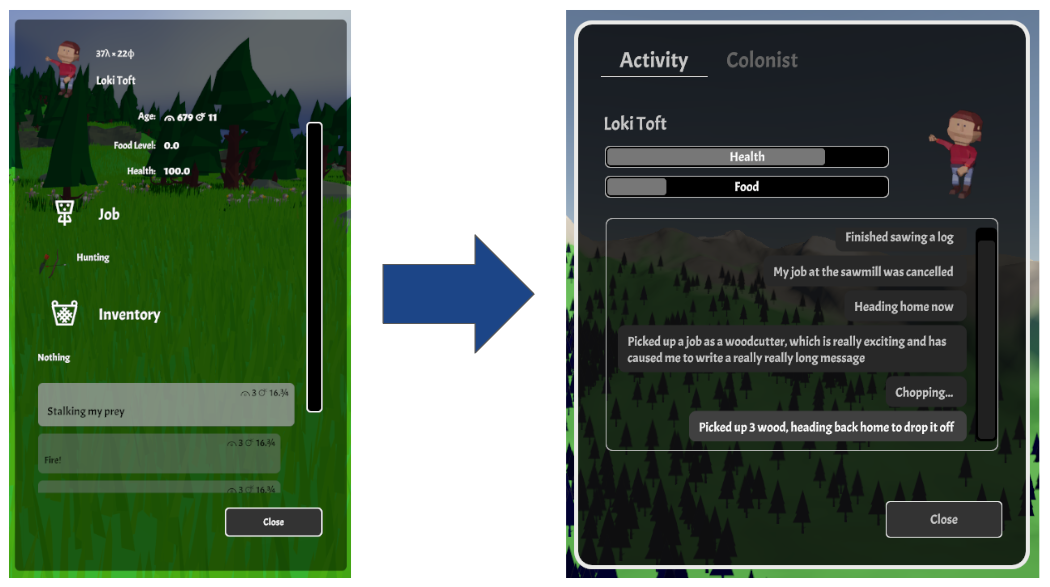 37λ = 22ф
Loki Toft
Age: 679 11
Food Level: 0.0
Health: 100.0
Job
Hunting
Inventory
Nothing
3 16.¾
Stalking my prey
3 16.¾
Fire!
3 16.¾
Close
Activity Colonist
Loki Toft
Health
Food
Finished sawing a log
My job at the sawmill was cancelled
Heading home now
Picked up a job as a woodcutter, which is really exciting and has
caused me to write a really really long message
Chopping...
Picked up 3 wood, heading back home to drop it off
Close